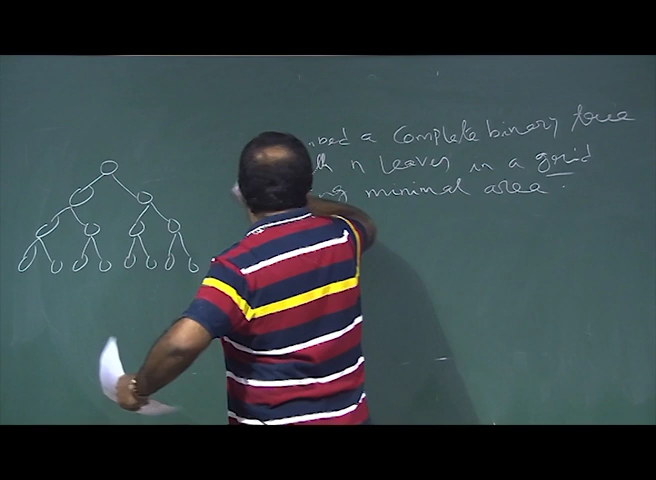 a complete binary tree
n leaves in a grid
minimal area.